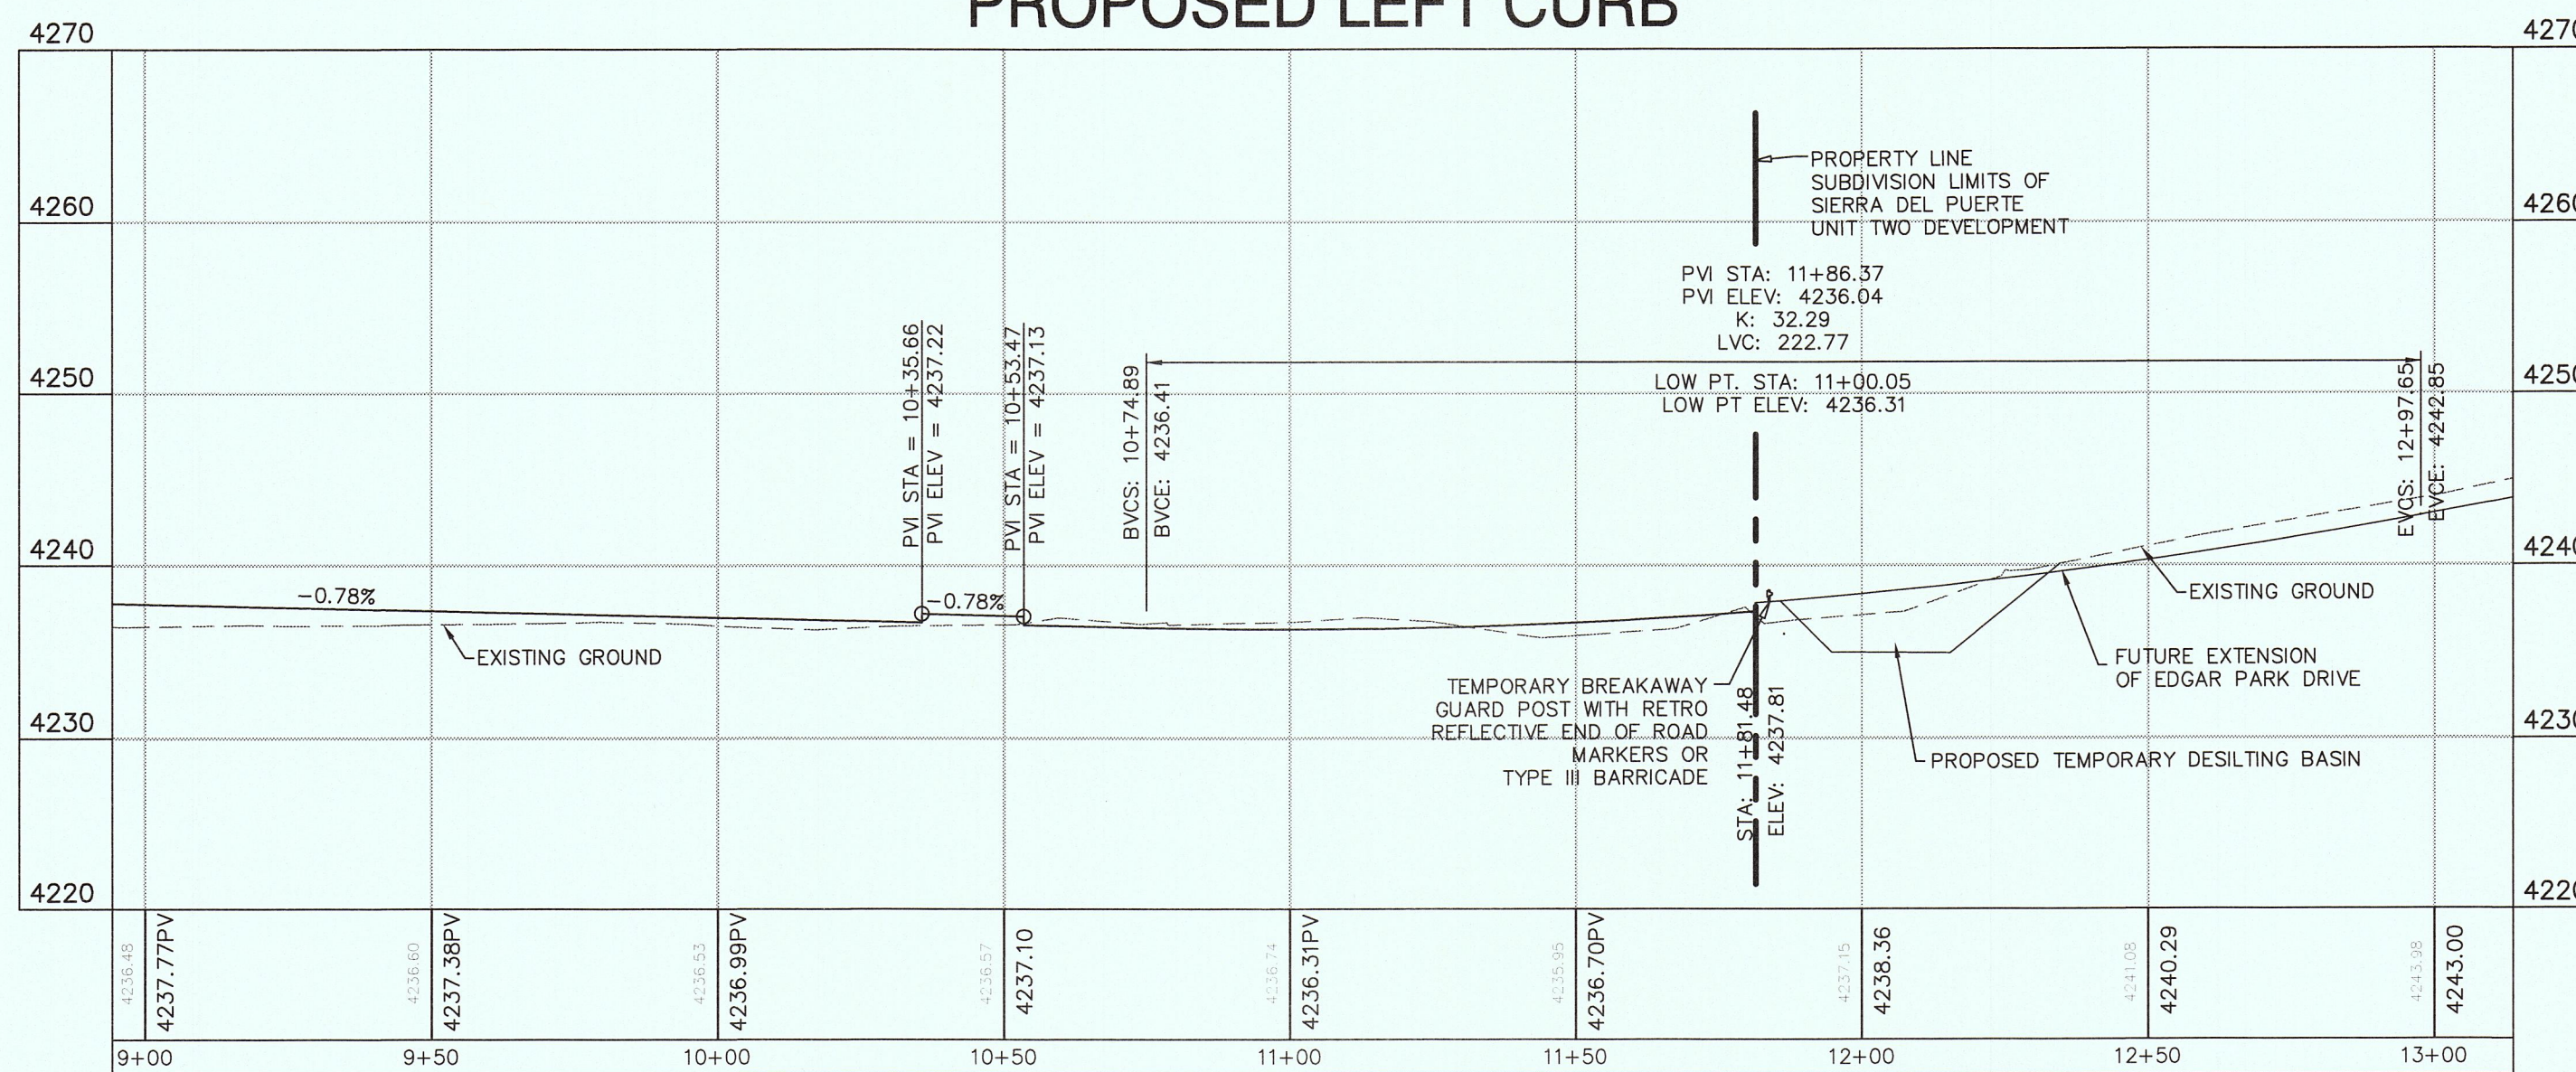 PROPOSED LEFT CURB
4270
4260
4250
4240
4230
4220
PROPERTY LINE
SUBDIVISION LIMITS OF
SIERRA DEL PUERTE
UNIT TWO DEVELOPMENT
PVI STA: 11+86.37
PVI ELEV: 4236.04
K: 32.29
LVC: 222.77
LOW PT. STA: 11+00.05
LOW PT ELEV: 4236.31
PVI STA = 10+35.66
PVI ELEV = 4237.22
PVI STA = 10+53.47
PVI ELEV = 4237.13
BVCS: 10+74.89
BVCE: 4236.41
EVCS: 12+97.65
EVCE: 4242.85
-0.78%
-0.78%
EXISTING GROUND
EXISTING GROUND
FUTURE EXTENSION
OF EDGAR PARK DRIVE
TEMPORARY BREAKAWAY
GUARD POST WITH RETRO
REFLECTIVE END OF ROAD
MARKERS OR
TYPE III BARRICADE
STA: 11+81.48
ELEV: 4237.81
PROPOSED TEMPORARY DESILTING BASIN
4236.48
4237.77PV
4236.60
4237.38PV
4236.53
4236.99PV
4236.57
4237.10
4236.74
4236.31PV
4235.95
4236.70PV
4237.15
4238.36
4241.08
4240.29
4243.98
4243.00
9+00
9+50
10+00
10+50
11+00
11+50
12+00
12+50
13+00